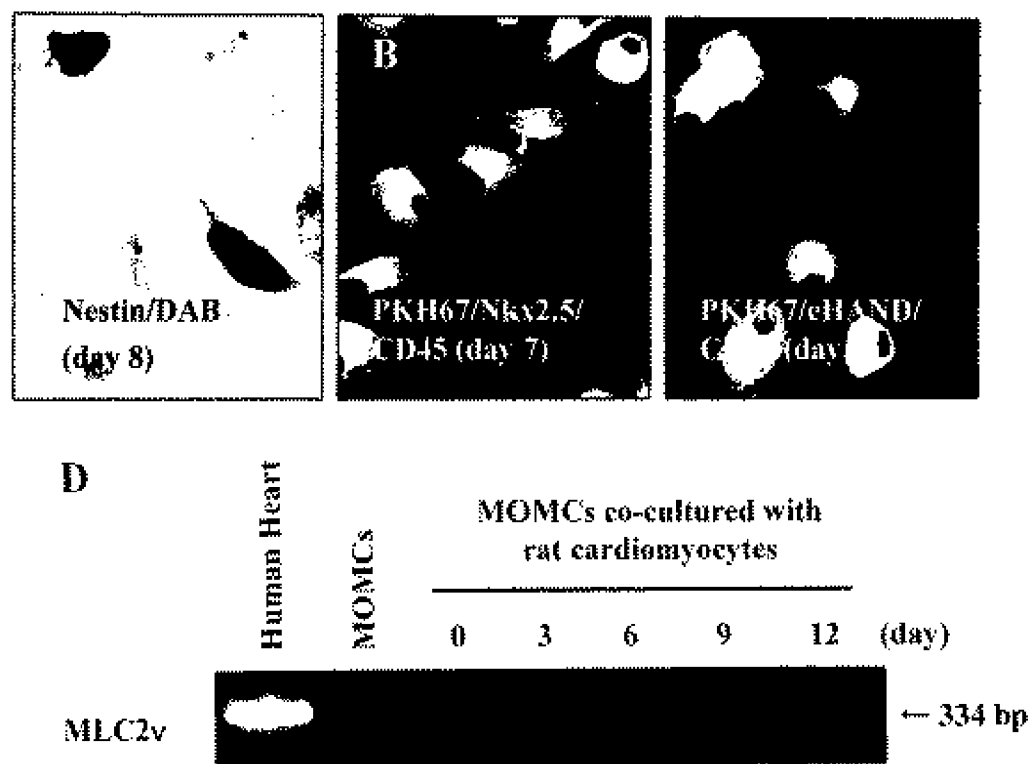 Nestin/DAB
(day 8)
B
PKH67/Nkx2.5/
CD45 (day 7)
PKH67/eHAND/
(day
D
Human Heart
MOMCs
MOMCs co-cultured with
rat cardiomyocytes
0 3 6 9 12 (day)
MLC2v
← 334 bp